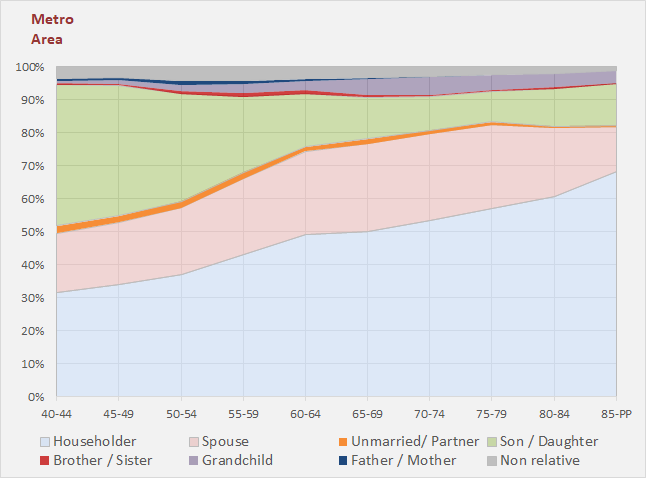 Metro
Area
100%
90%
80%
70%
60%
50%
40%
30%
20%
10%
0%
40-44 45-49 50-54 55-59 60-64 65-69 70-74 75-79 80-84 85-PP
Householder Spouse Unmarried/ Partner Son / Daughter
Brother / Sister Grandchild Father / Mother Non relative